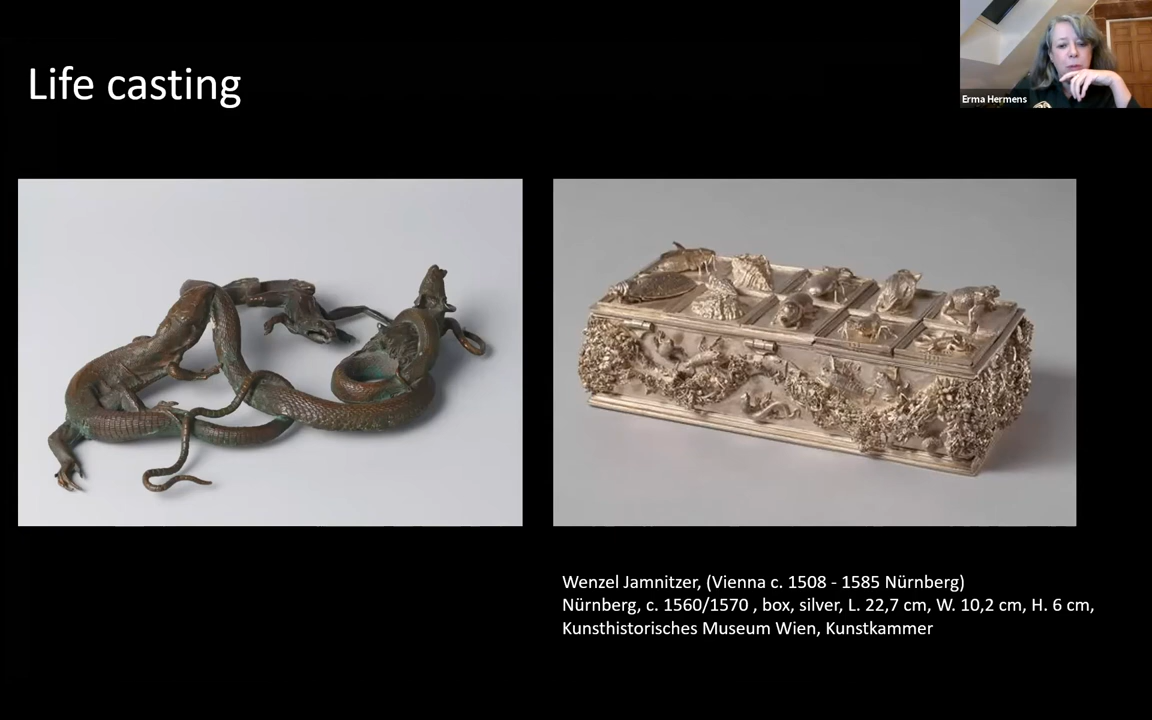 Life casting
Erma Hermens
Wenzel Jamnitzer, (Vienna c. 1508 - 1585 Nürnberg)
Nürnberg, c. 1560/1570 , box, silver, L. 22,7 cm, W. 10,2 cm, H. 6 cm,
Kunsthistorisches Museum Wien, Kunstkammer